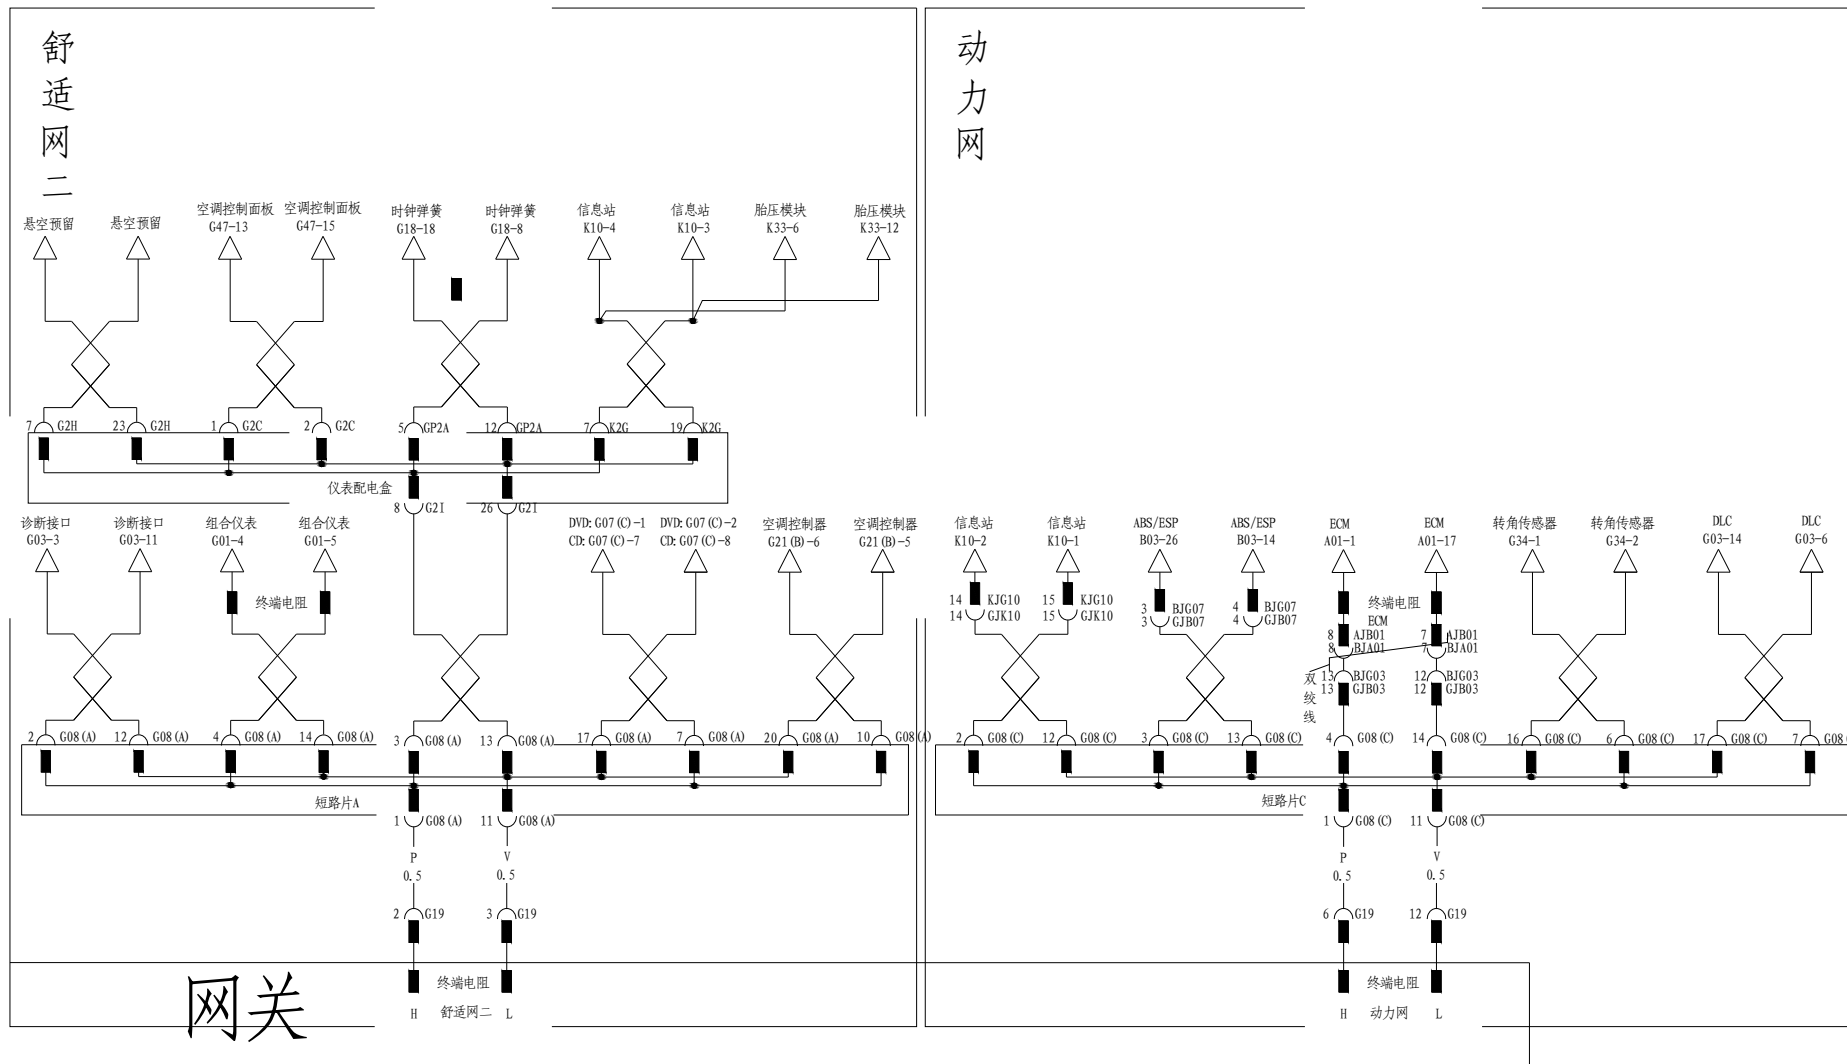 舒适网二
动力网
悬空预留
悬空预留
空调控制面板
G47-13
空调控制面板
G47-15
时钟弹簧
G18-18
时钟弹簧
G18-8
信息站
K10-4
信息站
K10-3
胎压模块
K33-6
胎压模块
K33-12
7 G2H
23 G2H
1 G2C
2 G2C
5 GP2A
12 GP2A
7 K2G
19 K2G
仪表配电盒
8 G2I
26 G2I
诊断接口
G03-3
诊断接口
G03-11
组合仪表
G01-4
组合仪表
G01-5
终端电阻
DVD:G07(C)-1
CD:G07(C)-7
DVD:G07(C)-2
CD:G07(C)-8
空调控制器
G21(B)-6
空调控制器
G21(B)-5
信息站
K10-2
信息站
K10-1
ABS/ESP
B03-26
ABS/ESP
B03-14
ECM
A01-1
ECM
A01-17
转角传感器
G34-1
转角传感器
G34-2
DLC
G03-14
DLC
G03-6
14 KJG10
14 GJK10
15 KJG10
15 GJK10
3 BJG07
3 GJB07
4 BJG07
4 GJB07
终端电阻
ECM
8 AJB01
8 BJA01
7 AJB01
7 BJA01
双绞线
13 BJG03
13 GJB03
12 BJG03
12 GJB03
2 G08(A)
12 G08(A)
4 G08(A)
14 G08(A)
3 G08(A)
13 G08(A)
17 G08(A)
7 G08(A)
20 G08(A)
10 G08(A)
2 G08(C)
12 G08(C)
3 G08(C)
13 G08(C)
4 G08(C)
14 G08(C)
16 G08(C)
6 G08(C)
17 G08(C)
7 G08
短路片A
短路片C
1 G08(A)
11 G08(A)
1 G08(C)
11 G08(C)
P
0.5
V
0.5
P
0.5
V
0.5
2 G19
3 G19
6 G19
12 G19
网关
终端电阻
H 舒适网二 L
终端电阻
H 动力网 L